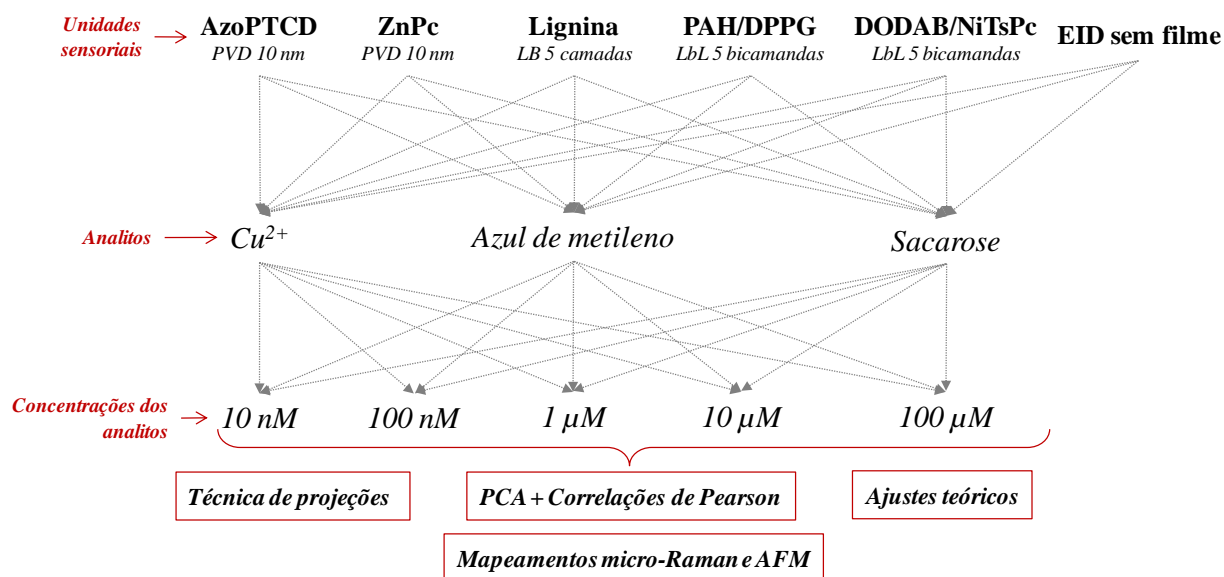 Unidades
sensoriais
AzoPTCD
PVD 10 nm
ZnPc
PVD 10 nm
Lignina
LB 5 camadas
PAH/DPPG
LbL 5 bicamandas
DODAB/NiTsPc
LbL 5 bicamandas
EID sem filme
Analitos
Cu²⁺
Azul de metileno
Sacarose
Concentrações dos
analitos
10 nM
100 nM
1 µM
10 µM
100 µM
Técnica de projeções
PCA + Correlações de Pearson
Ajustes teóricos
Mapeamentos micro-Raman e AFM